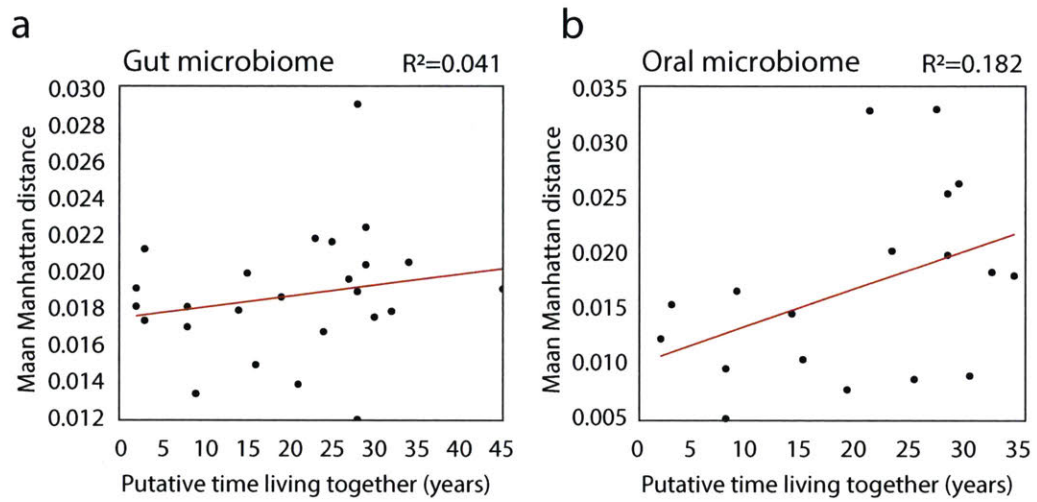 a
Gut microbiome R²=0.041
0.030
0.028
0.026
0.024
0.022
0.020
0.018
0.016
0.014
0.012
Maan Manhattan distance
0 5 10 15 20 25 30 35 40 45
Putative time living together (years)
b
Oral microbiome R²=0.182
0.035
0.030
0.025
0.020
0.015
0.010
0.005
Maan Manhattan distance
0 5 10 15 20 25 30 35
Putative time living together (years)